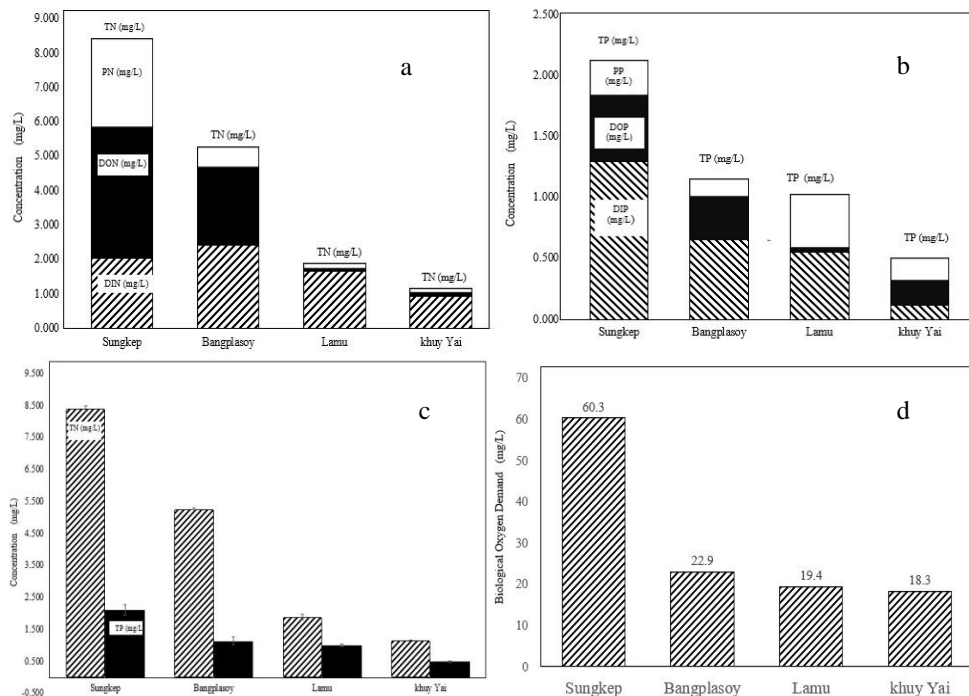 a
TN (mg/L)
9.000
8.000
7.000
6.000
5.000
4.000
3.000
2.000
1.000
0.000
Concentration (mg/L)
PN (mg/L)
DON (mg/L)
DIN (mg/L)
TN (mg/L)
TN (mg/L)
TN (mg/L)
Sungkep Bangplasoy Lamu khuy Yai
b
2.500
2.000
1.500
1.000
0.500
0.000
Concentration (mg/L)
TP (mg/L)
PP
(mg/L)
DOP
(mg/L)
DIP
(mg/L)
TP (mg/L)
TP (mg/L)
TP (mg/L)
Sungkep Bangplasoy Lamu khuy Yai
c
9.500
8.500
7.500
6.500
5.500
4.500
3.500
2.500
1.500
0.500
-0.500
Concentration (mg/L)
TN (mg/L)
TP (mg/L
Sungkep Bangplasoy Lamu khuy Yai
d
70
60
50
40
30
20
10
0
Biological Oxygen Demand (mg/L)
60.3
22.9
19.4
18.3
Sungkep Bangplasoy Lamu khuy Yai